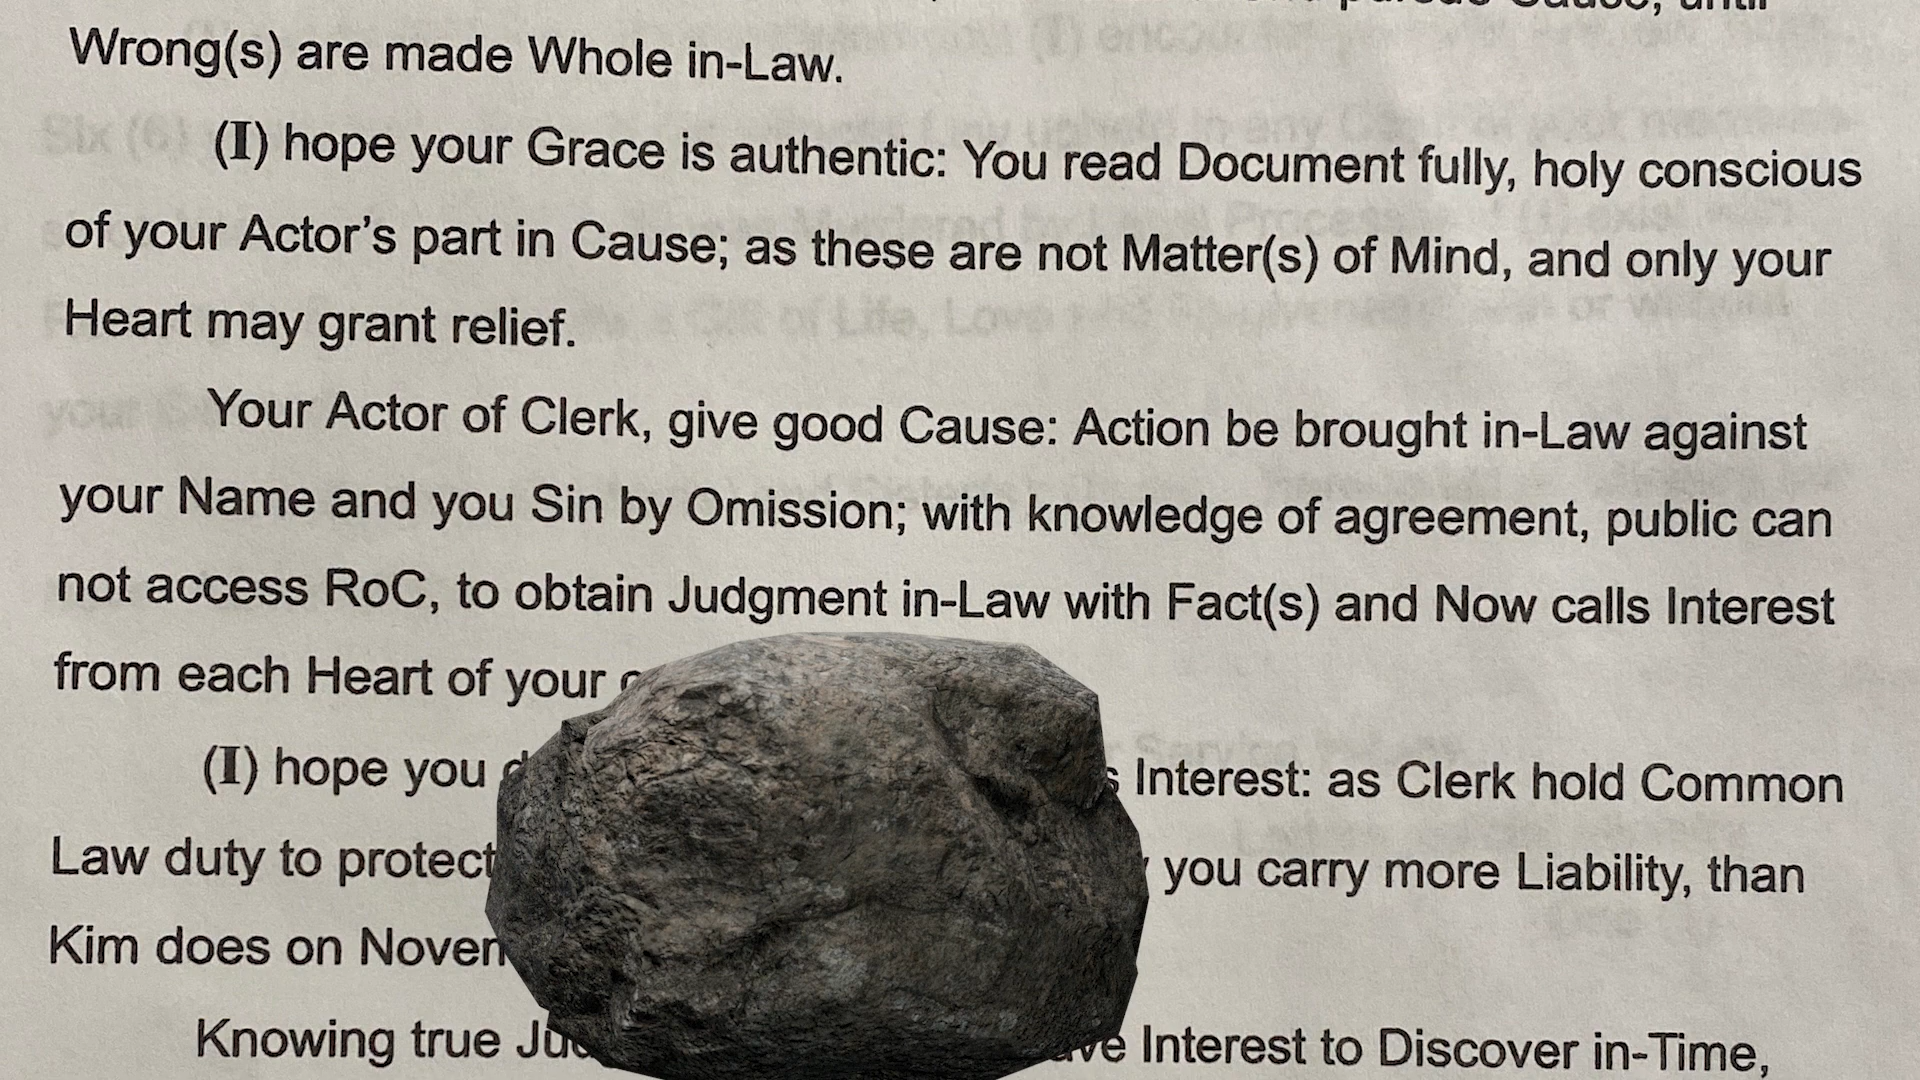 Wrong(s) are made Whole in-Law.
(I) hope your Grace is authentic: You read Document fully, holy conscious
of your Actor's part in Cause; as these are not Matter(s) of Mind, and only your
Heart may grant relief.
Your Actor of Clerk, give good Cause: Action be brought in-Law against
your Name and you Sin by Omission; with knowledge of agreement, public can
not access RoC, to obtain Judgment in-Law with Fact(s) and Now calls Interest
from each Heart of your
(I) hope you Interest: as Clerk hold Common
Law duty to protect you carry more Liability, than
Kim does on
Knowing true Interest to Discover in-Time,